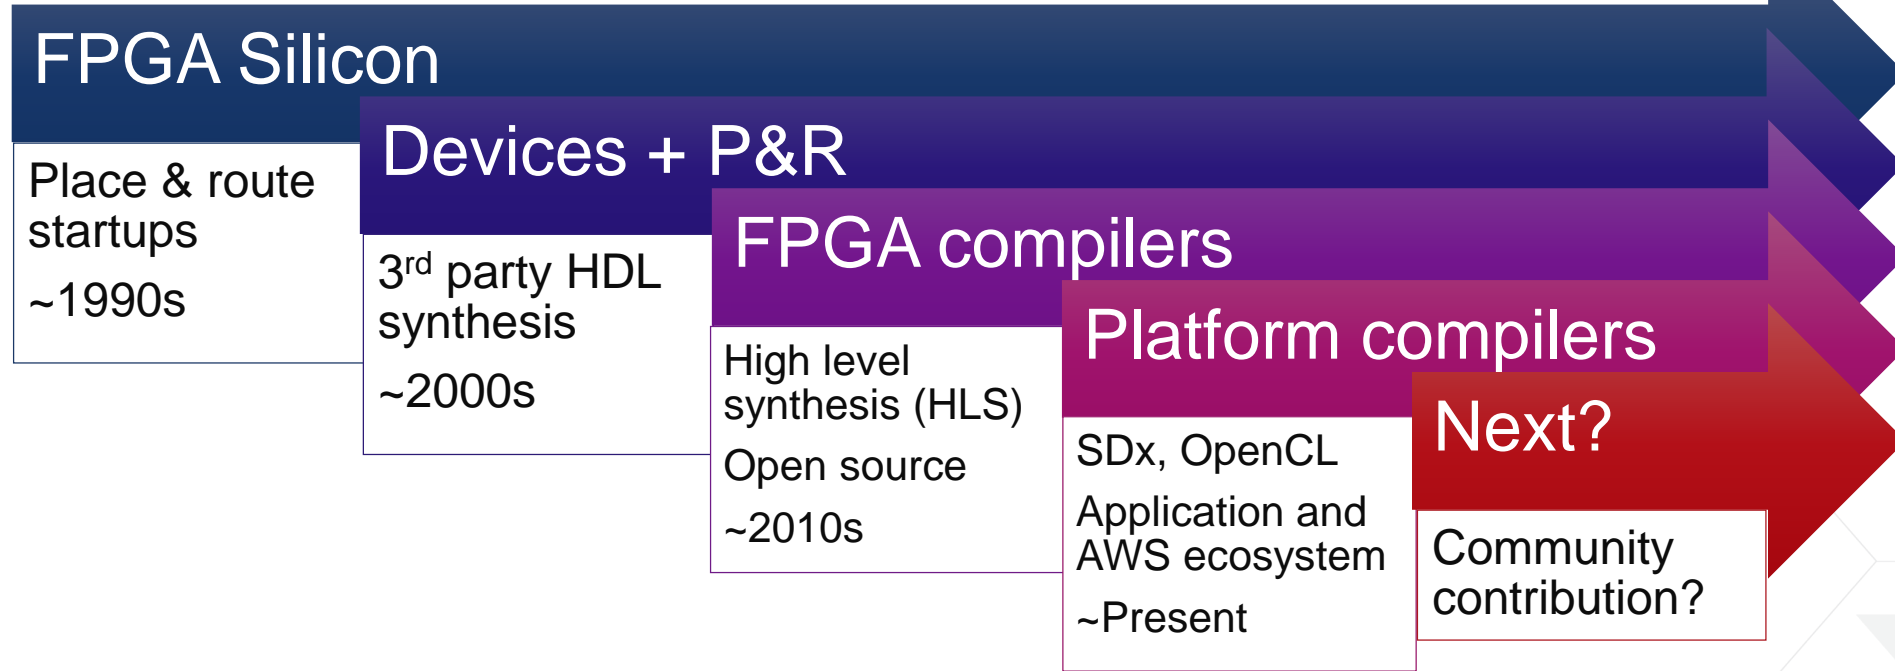 FPGA Silicon
Place & route
startups
~1990s
Devices + P&R
3rd party HDL
synthesis
~2000s
FPGA compilers
High level
synthesis (HLS)
Open source
~2010s
Platform compilers
SDx, OpenCL
Application and
AWS ecosystem
~Present
Next?
Community
contribution?